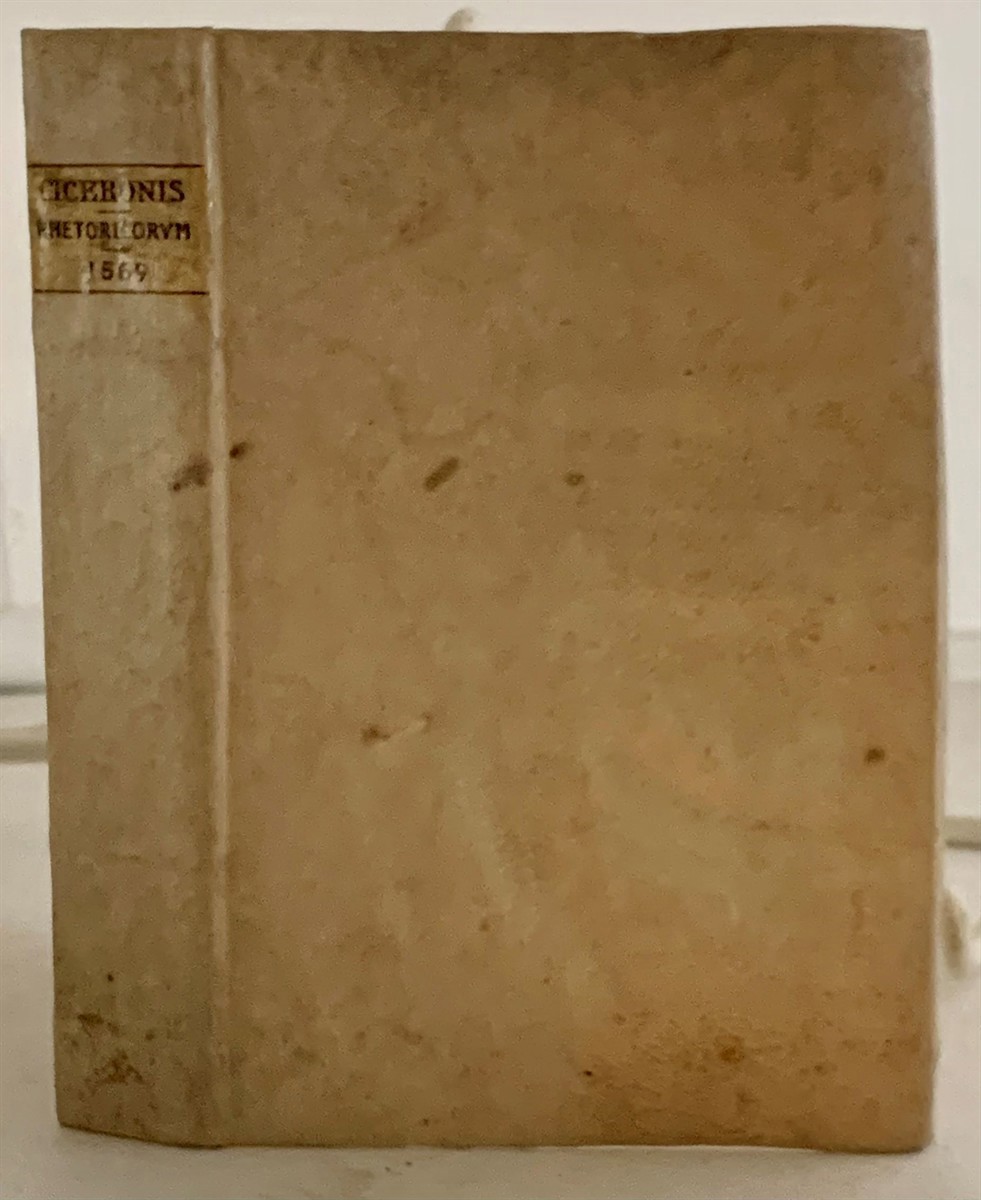 CICERONIS
RHETORICORVM
1569